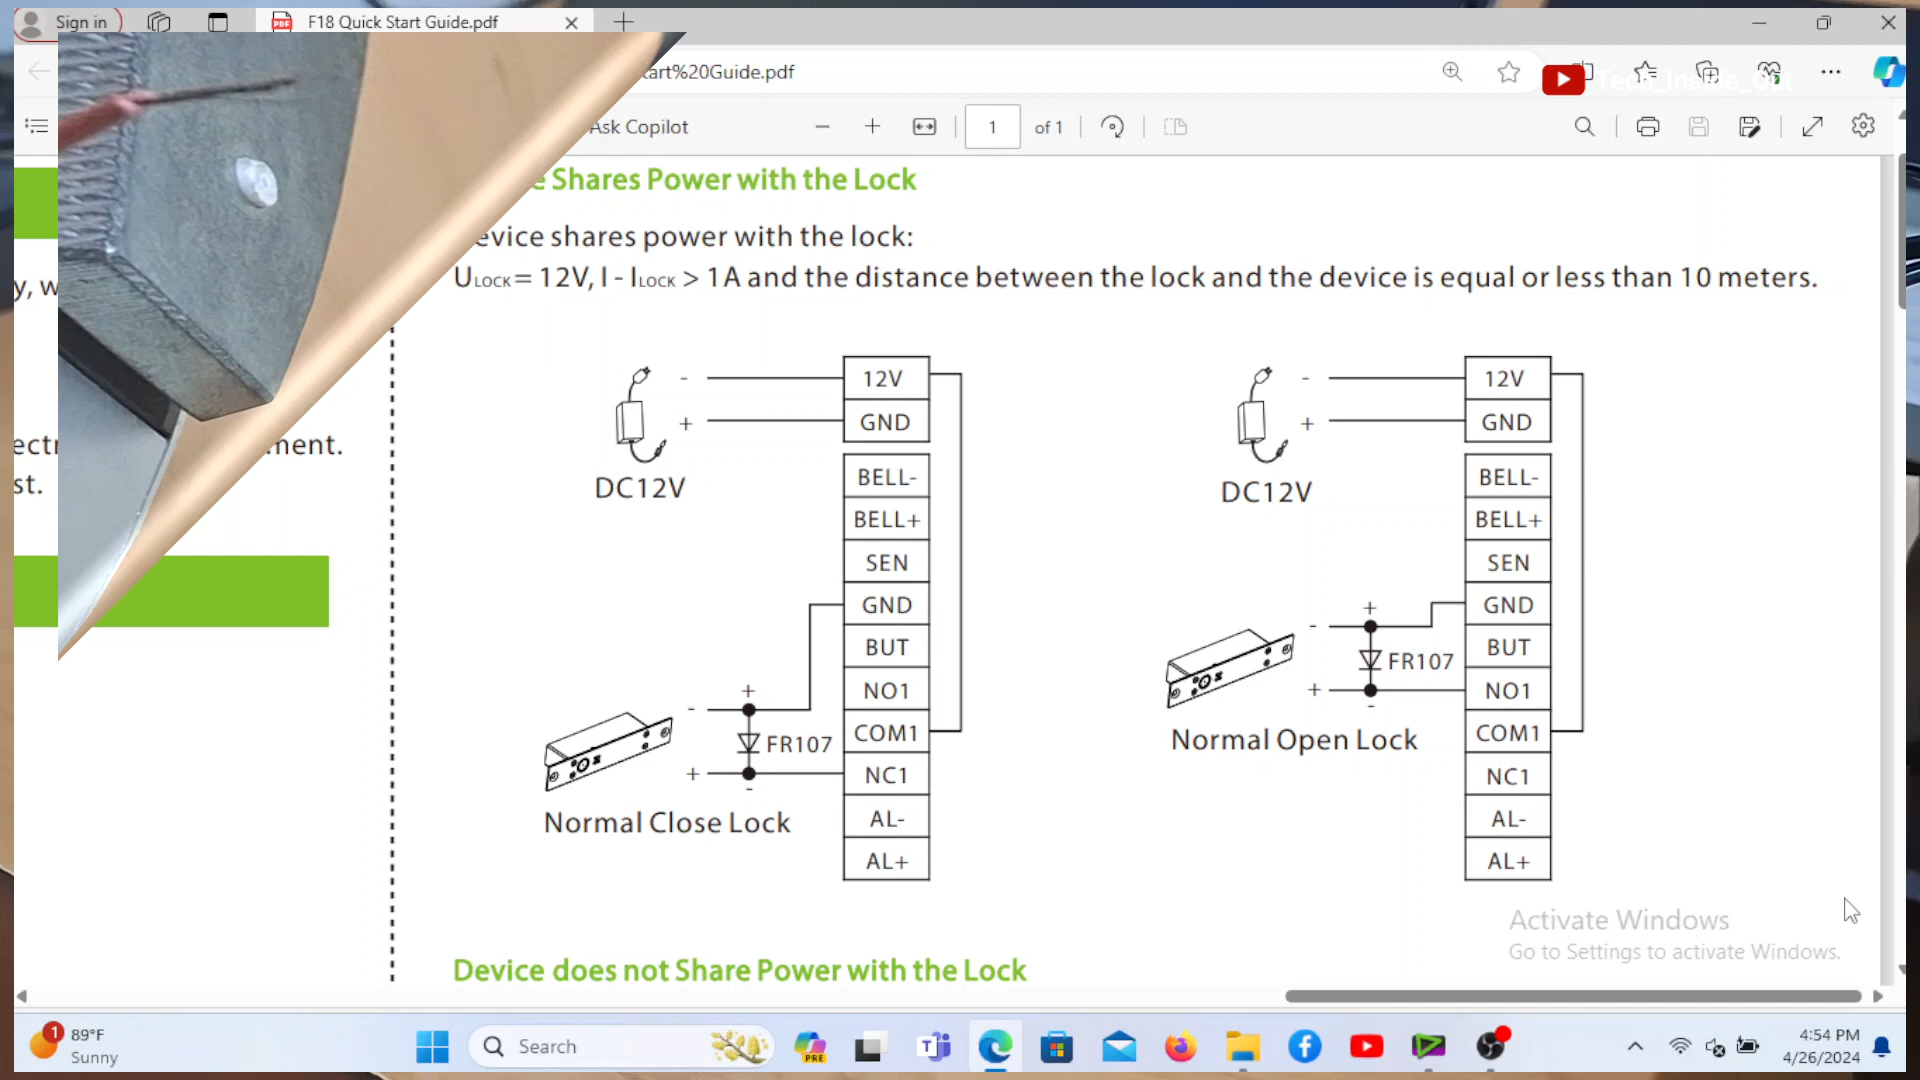 Sign in
F18 Quick Start Guide.pdf
tart%20Guide.pdf
Tech_Inside_Out
Ask Copilot
1 of 1
e Shares Power with the Lock
evice shares power with the lock:
ULOCK = 12V, I - ILOCK > 1A and the distance between the lock and the device is equal or less than 10 meters.
y, w
ectr
ment.
st.
- 12V
+ GND
DC12V
BELL-
BELL+
SEN
GND
BUT
NO1
COM1
NC1
AL-
AL+
+
-
FR107
+
-
Normal Close Lock
- 12V
+ GND
DC12V
BELL-
BELL+
SEN
GND
BUT
NO1
COM1
NC1
AL-
AL+
+
-
FR107
+
-
Normal Open Lock
Activate Windows
Go to Settings to activate Windows.
Device does not Share Power with the Lock
1
89°F
Sunny
Search
PRE
4:54 PM
4/26/2024